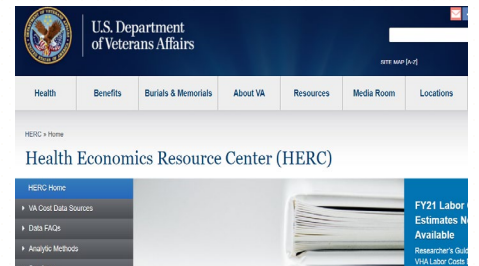 U.S. Department
of Veterans Affairs
SITE MAP [A-Z]
Health
Benefits
Burials & Memorials
About VA
Resources
Media Room
Locations
HERC » Home
Health Economics Resource Center (HERC)
HERC Home
VA Cost Data Sources
Data FAQs
Analytic Methods
FY21 Labor
Estimates
Available
Researcher's
VHA Labor Costs